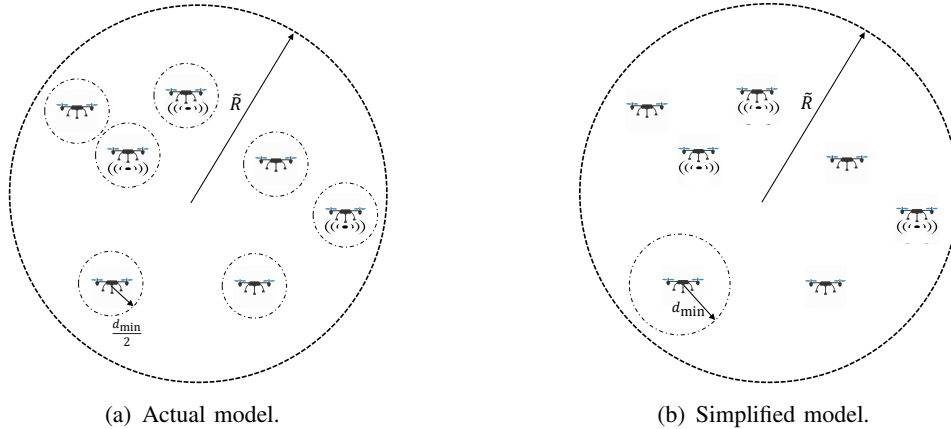 R̃
R̃
d_min
2
d_min
(a) Actual model.
(b) Simplified model.